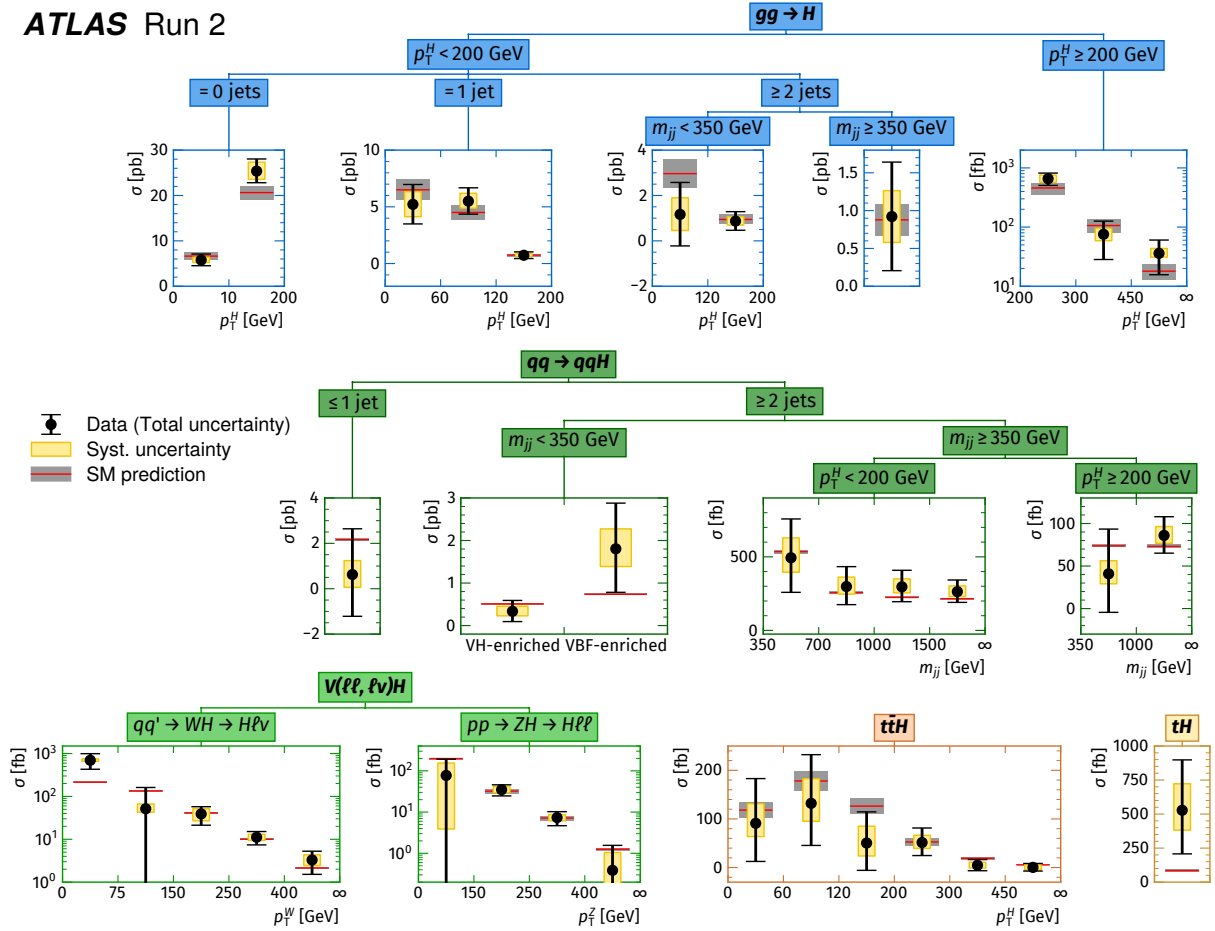 ATLAS Run 2
gg → H
p_T^H < 200 GeV
p_T^H ≥ 200 GeV
= 0 jets
= 1 jet
≥ 2 jets
m_jj < 350 GeV
m_jj ≥ 350 GeV
σ [pb]
30
20
10
0
0
10
200
p_T^H [GeV]
σ [pb]
10
5
0
0
60
120
200
p_T^H [GeV]
σ [pb]
4
2
0
−2
0
120
200
p_T^H [GeV]
σ [pb]
1.5
1.0
0.5
0.0
σ [fb]
10^3
10^2
10^1
200
300
450
∞
p_T^H [GeV]
qq → qqH
≤ 1 jet
≥ 2 jets
m_jj < 350 GeV
m_jj ≥ 350 GeV
p_T^H < 200 GeV
p_T^H ≥ 200 GeV
Data (Total uncertainty)
Syst. uncertainty
SM prediction
σ [pb]
4
2
0
−2
σ [pb]
3
2
1
0
VH-enriched VBF-enriched
σ [fb]
500
0
350
700
1000
1500
∞
m_jj [GeV]
σ [fb]
100
50
0
350
1000
∞
m_jj [GeV]
V(ℓℓ, ℓν)H
qq' → WH → Hℓν
pp → ZH → Hℓℓ
tt̄H
tH
σ [fb]
10^3
10^2
10^1
10^0
0
75
150
250
400
∞
p_T^W [GeV]
σ [fb]
10^2
10^1
10^0
0
150
250
400
∞
p_T^Z [GeV]
σ [fb]
200
100
0
0
60
120
200
300
450
∞
p_T^H [GeV]
σ [fb]
1000
750
500
250
0